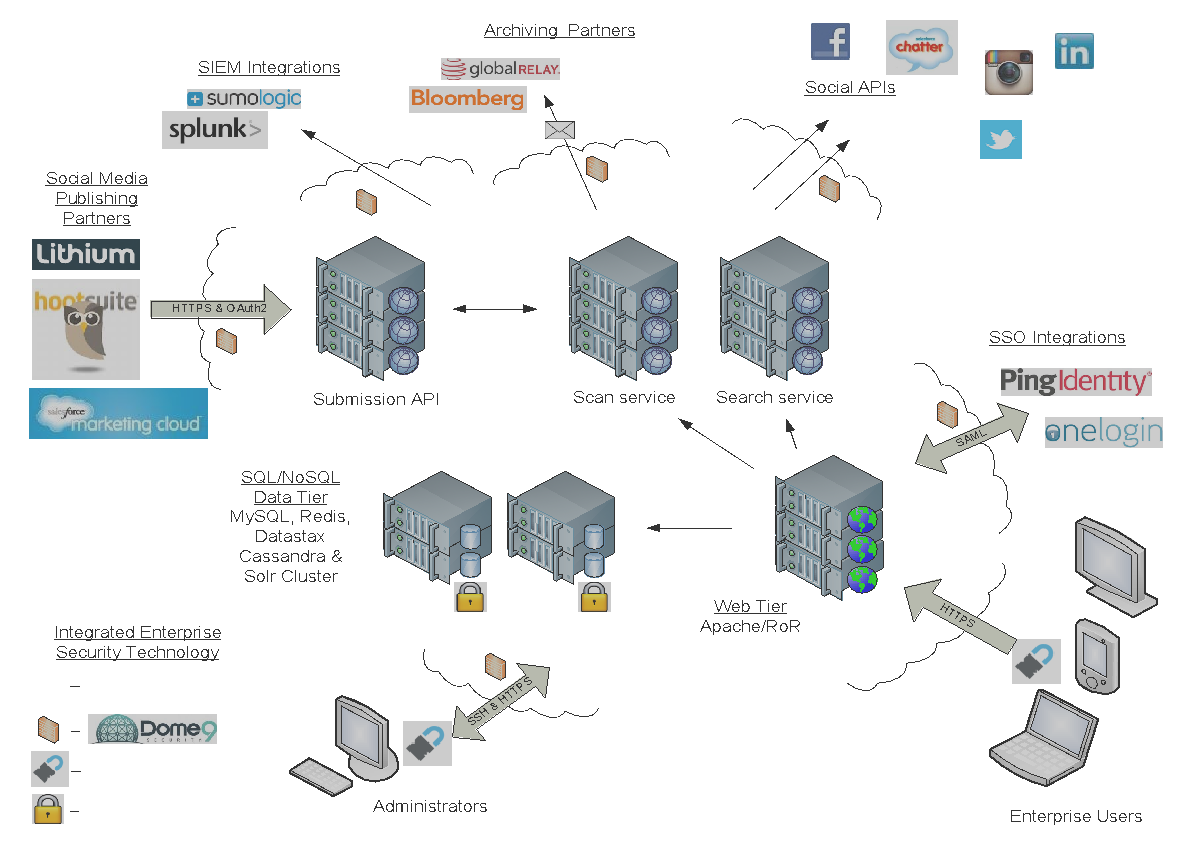 Archiving Partners
globalRELAY.
Bloomberg
SIEM Integrations
sumologic
splunk>
salesforce
chatter
in
Social APIs
Social Media
Publishing
Partners
Lithium
hootsuite
HTTPS & OAuth2
salesforce
marketing cloud
Submission API
Scan service
Search service
SSO Integrations
PingIdentity
onelogin
SAML
SQL/NoSQL
Data Tier
MySQL, Redis,
Datastax
Cassandra &
Solr Cluster
Web Tier
Apache/RoR
HTTPS
Integrated Enterprise
Security Technology
–
– Dome9
SECURITY
–
–
SSH & HTTPS
Administrators
Enterprise Users